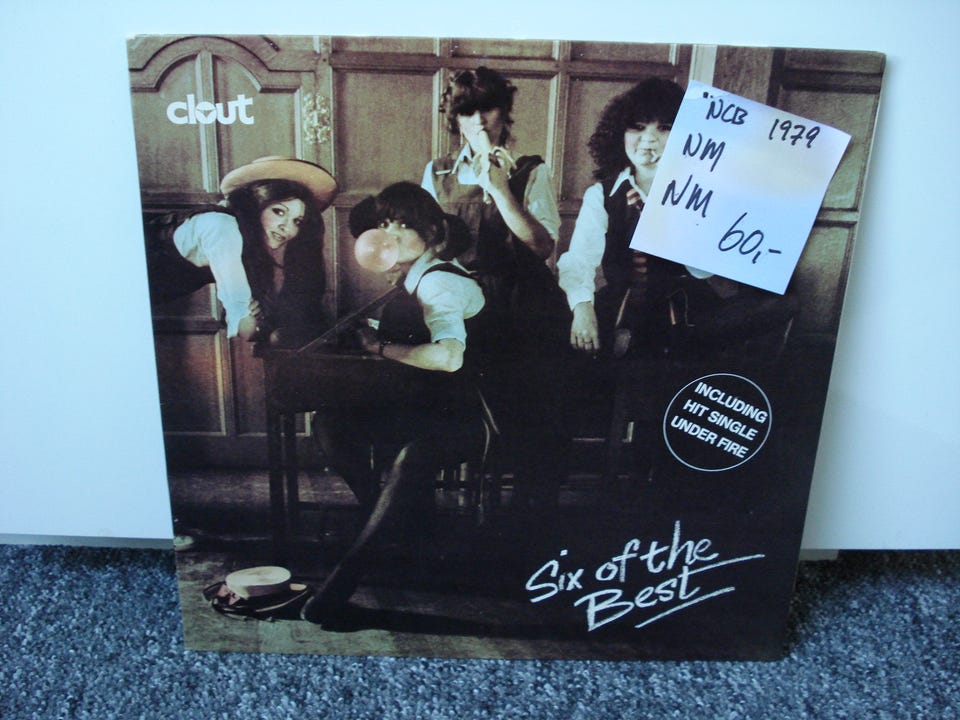 clout
NCB 1979
NM
NM
60,-
INCLUDING
HIT SINGLE
UNDER FIRE
Six of the
Best